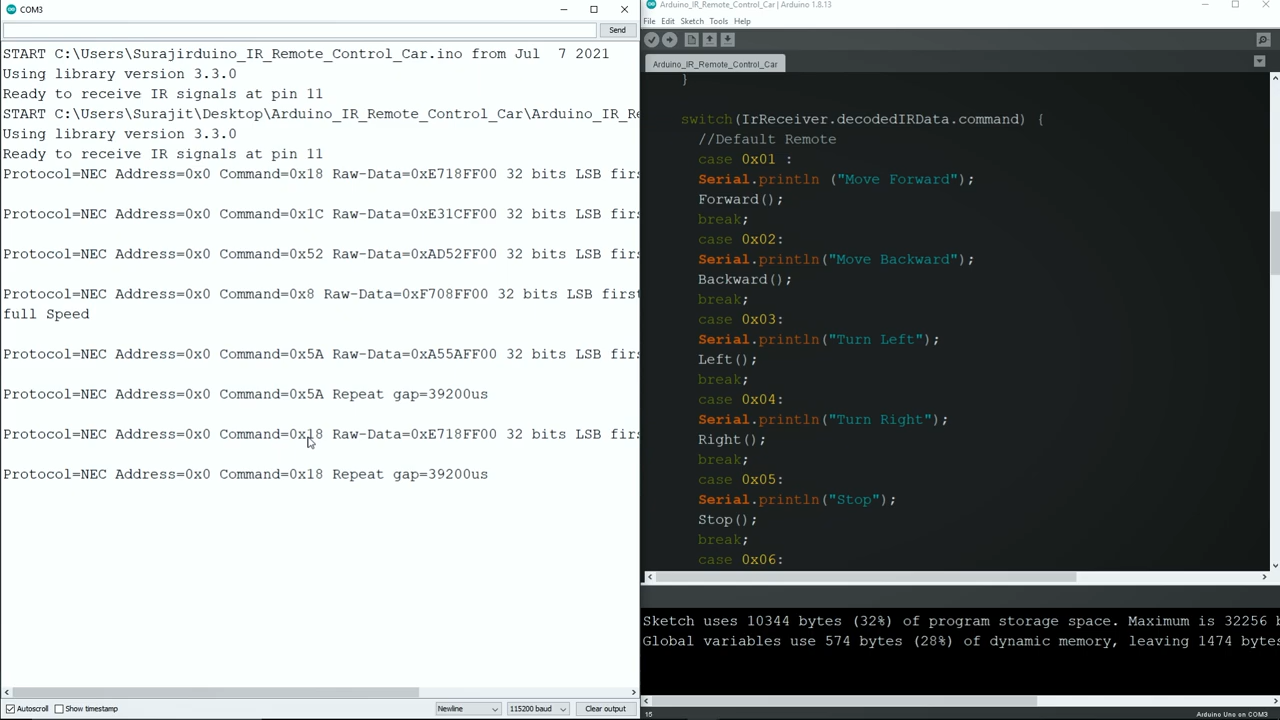 COM3
Send
START C:\Users\Surajirduino_IR_Remote_Control_Car.ino from Jul  7 2021
Using library version 3.3.0
Ready to receive IR signals at pin 11
START C:\Users\Surajit\Desktop\Arduino_IR_Remote_Control_Car\Arduino_IR_Re
Using library version 3.3.0
Ready to receive IR signals at pin 11
Protocol=NEC Address=0x0 Command=0x18 Raw-Data=0xE718FF00 32 bits LSB firs
Protocol=NEC Address=0x0 Command=0x1C Raw-Data=0xE31CFF00 32 bits LSB firs
Protocol=NEC Address=0x0 Command=0x52 Raw-Data=0xAD52FF00 32 bits LSB firs
Protocol=NEC Address=0x0 Command=0x8 Raw-Data=0xF708FF00 32 bits LSB first
full Speed
Protocol=NEC Address=0x0 Command=0x5A Raw-Data=0xA55AFF00 32 bits LSB firs
Protocol=NEC Address=0x0 Command=0x5A Repeat gap=39200us
Protocol=NEC Address=0x0 Command=0x18 Raw-Data=0xE718FF00 32 bits LSB firs
Protocol=NEC Address=0x0 Command=0x18 Repeat gap=39200us
Autoscroll Show timestamp
Newline
115200 baud
Clear output
Arduino_IR_Remote_Control_Car | Arduino 1.8.13
File Edit Sketch Tools Help
Arduino_IR_Remote_Control_Car
}
switch(IrReceiver.decodedIRData.command) {
//Default Remote
case 0x01 :
Serial.println ("Move Forward");
Forward();
break;
case 0x02:
Serial.println("Move Backward");
Backward();
break;
case 0x03:
Serial.println("Turn Left");
Left();
break;
case 0x04:
Serial.println("Turn Right");
Right();
break;
case 0x05:
Serial.println("Stop");
Stop();
break;
case 0x06:
Sketch uses 10344 bytes (32%) of program storage space. Maximum is 32256 b
Global variables use 574 bytes (28%) of dynamic memory, leaving 1474 bytes
15
Arduino Uno on COM3